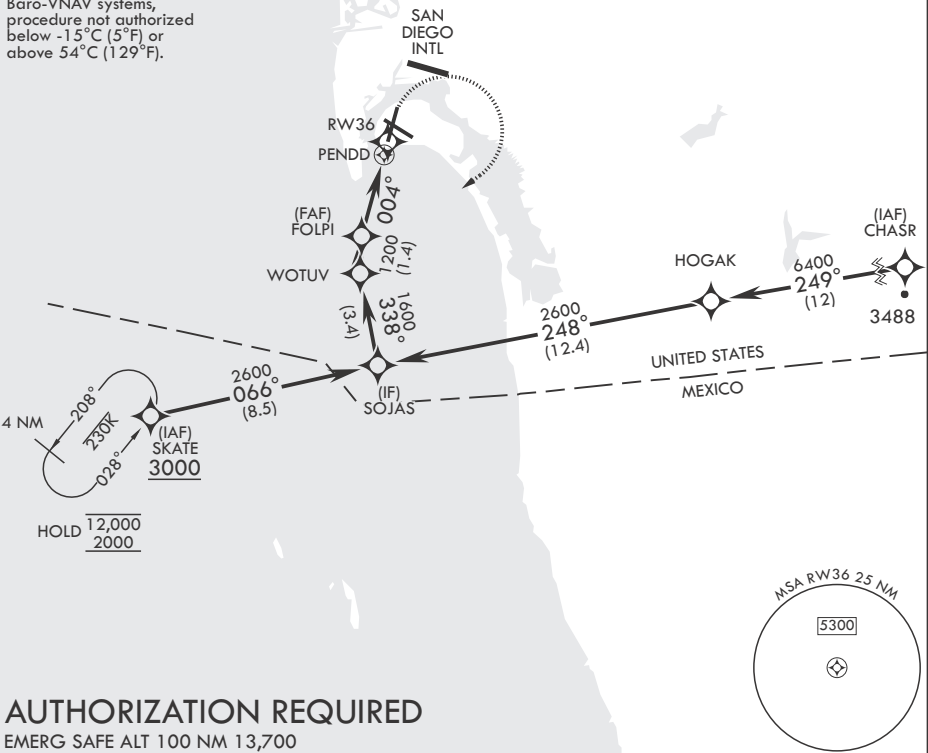 Baro-VNAV systems,
procedure not authorized
below -15°C (5°F) or
above 54°C (129°F).
SAN
DIEGO
INTL
RW36
PENDD
004°
(FAF)
FOLPI
1200
(1.4)
WOTUV
1600
338°
(3.4)
(IAF)
CHASR
3488
6400
249°
(12)
HOGAK
2600
248°
(12.4)
UNITED STATES
MEXICO
(IF)
SOJAS
2600
066°
(8.5)
4 NM
208°
230K
028°
(IAF)
SKATE
3000
HOLD 12,000
2000
MSA RW36 25 NM
5300
AUTHORIZATION REQUIRED
EMERG SAFE ALT 100 NM 13,700